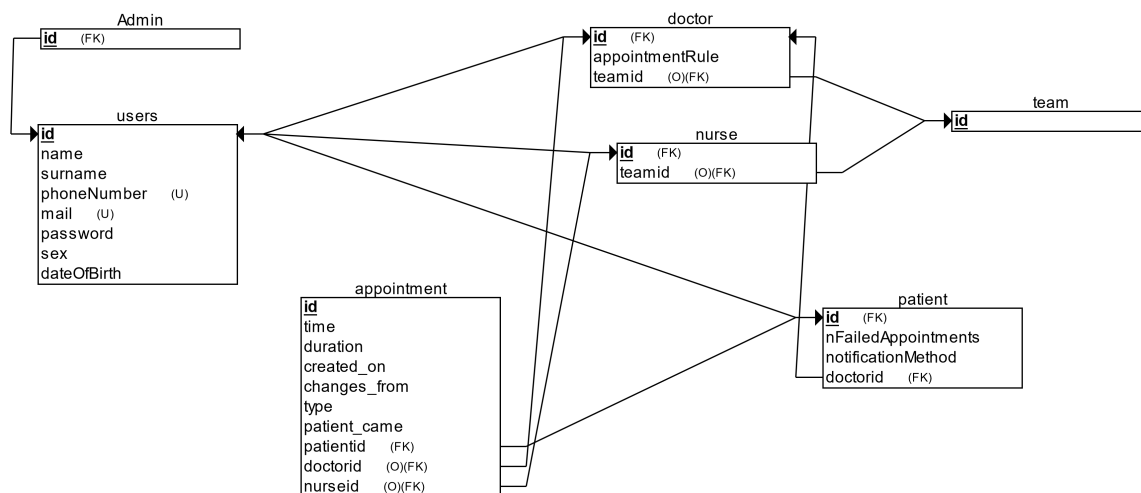 Admin
id (FK)
users
id
name
surname
phoneNumber (U)
mail (U)
password
sex
dateOfBirth
doctor
id (FK)
appointmentRule
teamid (O)(FK)
nurse
id (FK)
teamid (O)(FK)
team
id
appointment
id
time
duration
created_on
changes_from
type
patient_came
patientid (FK)
doctorid (O)(FK)
nurseid (O)(FK)
patient
id (FK)
nFailedAppointments
notificationMethod
doctorid (FK)